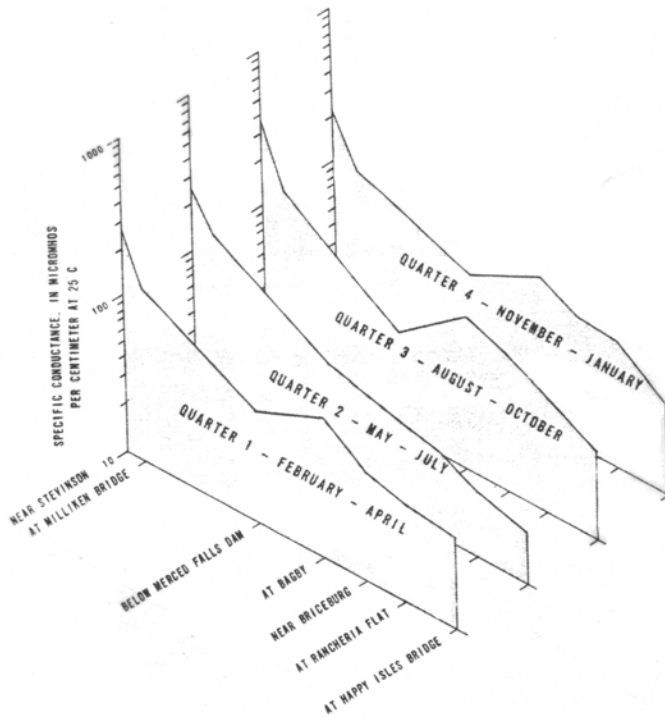 1000
100
10
SPECIFIC CONDUCTANCE, IN MICROMHOS
PER CENTIMETER AT 25 C
QUARTER 4 - NOVEMBER - JANUARY
QUARTER 3 - AUGUST - OCTOBER
QUARTER 2 - MAY - JULY
QUARTER 1 - FEBRUARY - APRIL
NEAR STEVINSON
AT MILLIKEN BRIDGE
BELOW MERCED FALLS DAM
AT BAGBY
NEAR BRICEBURG
AT RANCHERIA FLAT
AT HAPPY ISLES BRIDGE